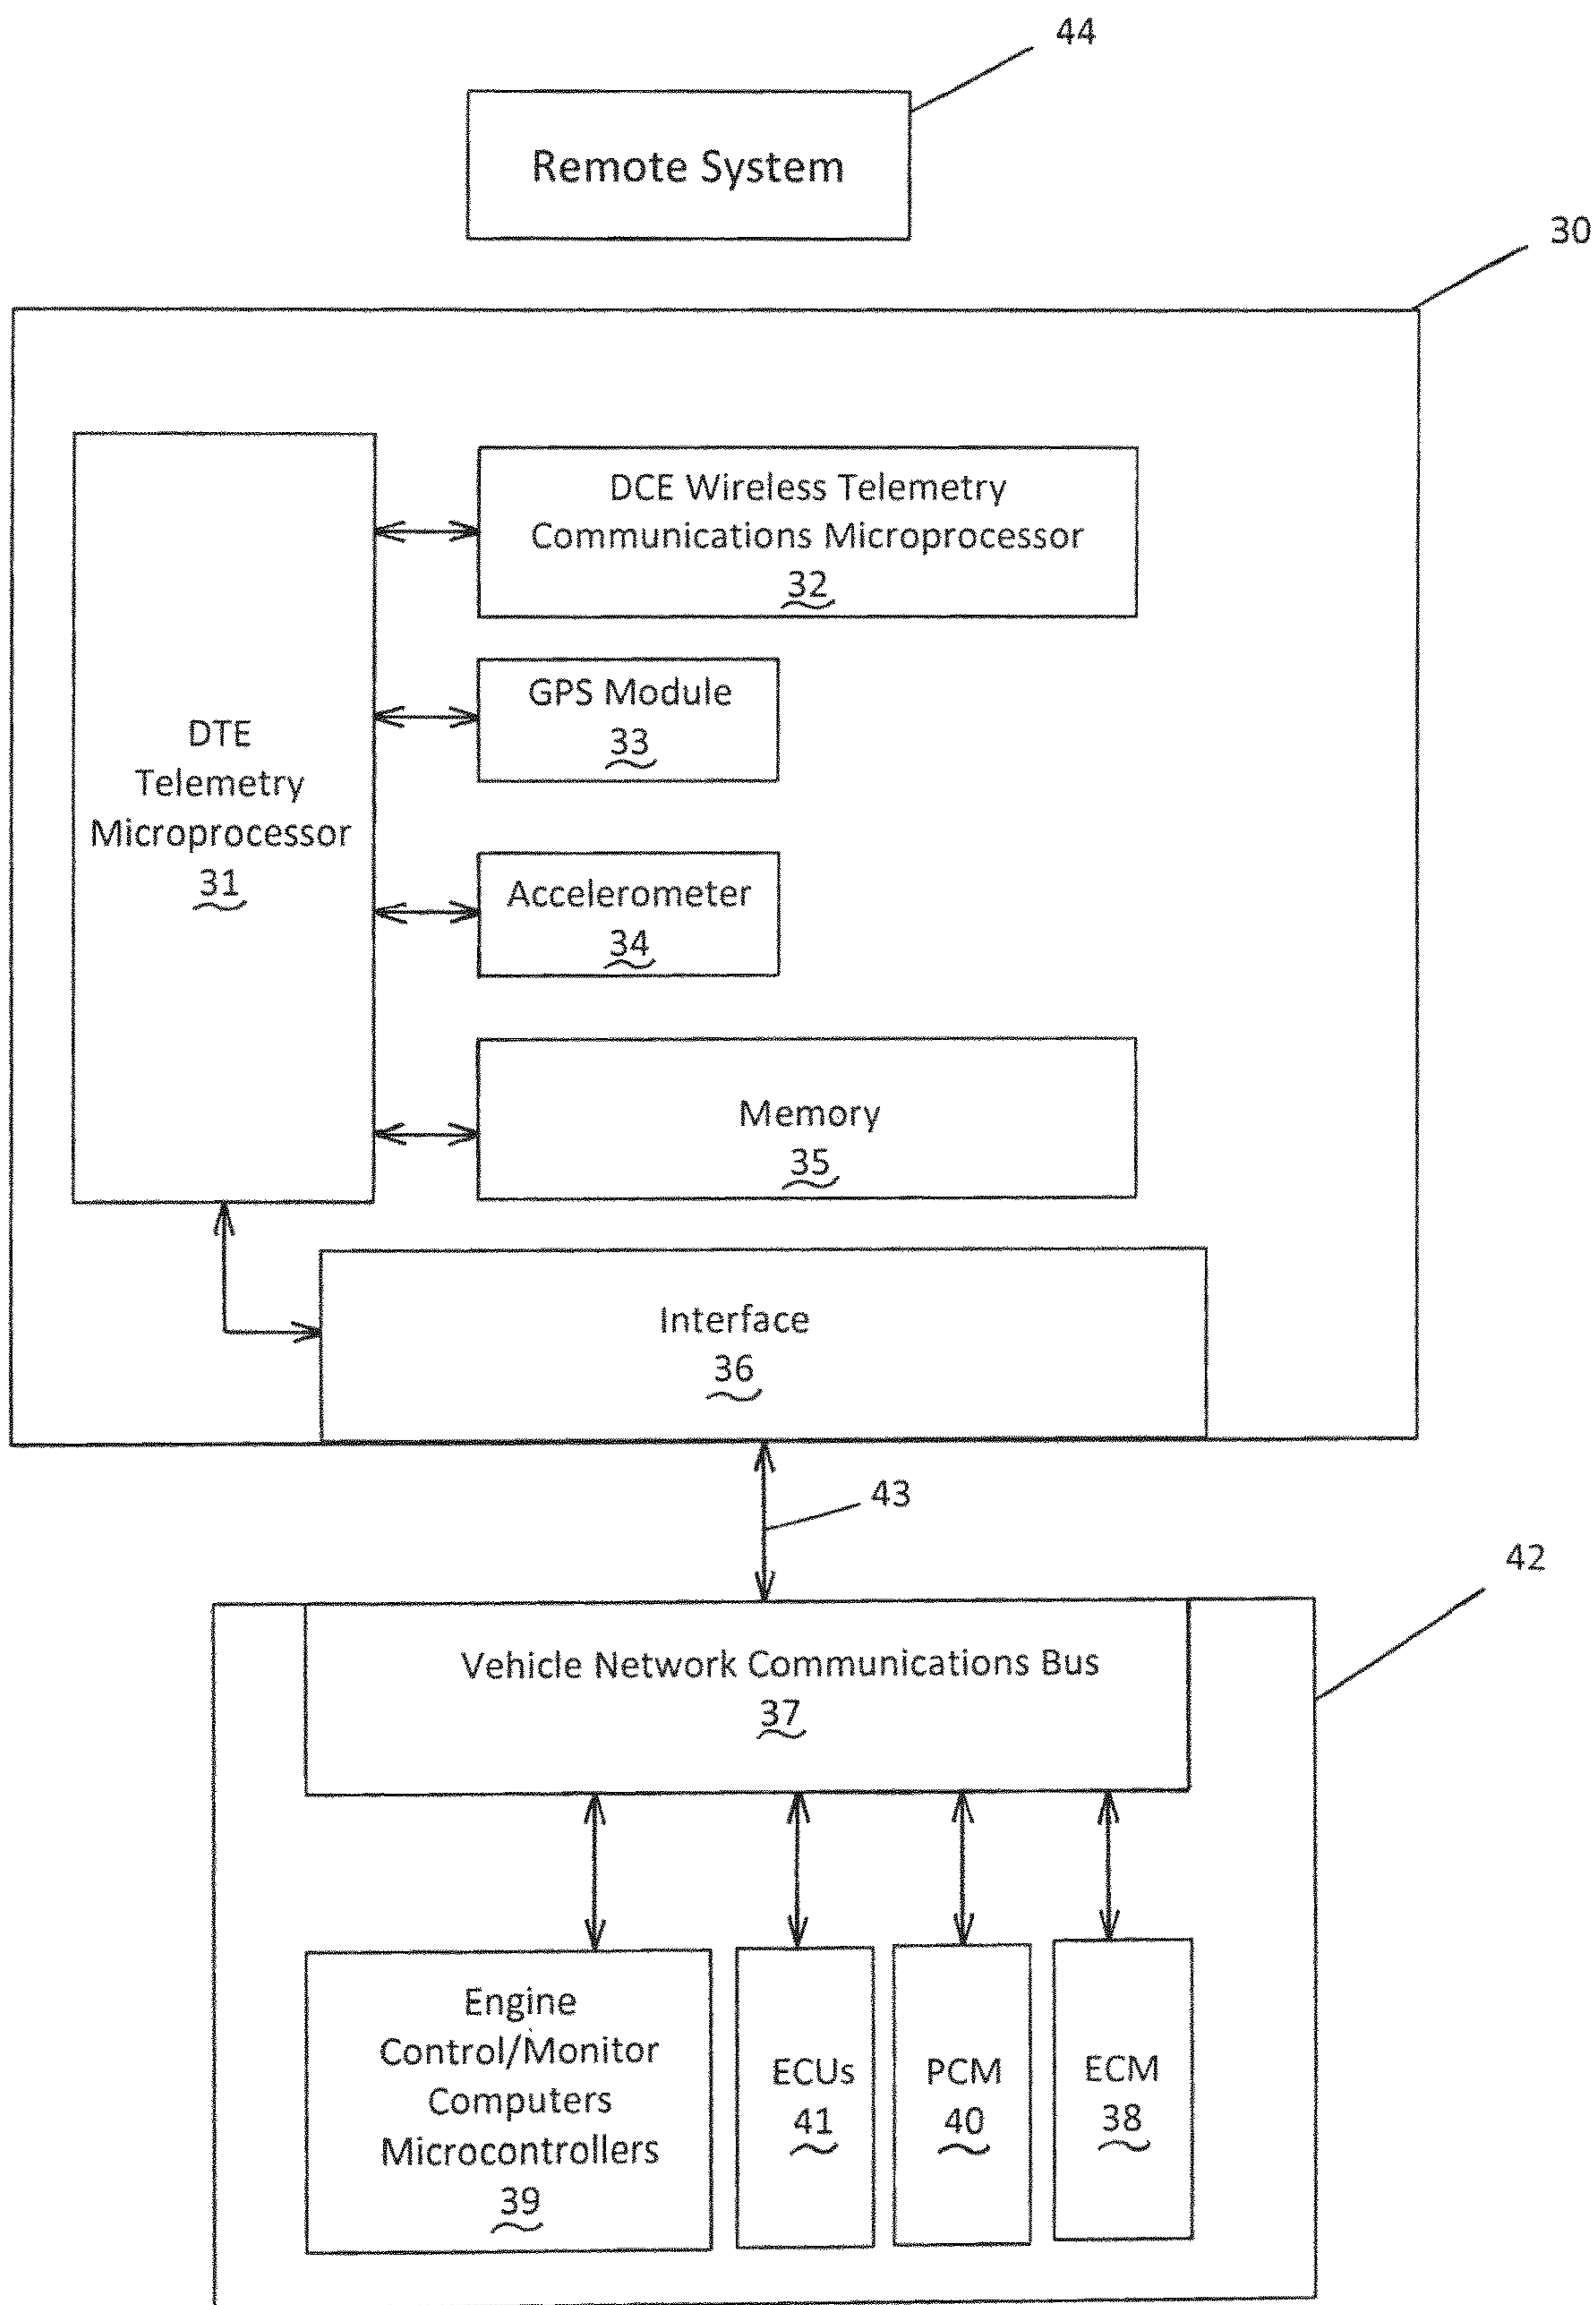 44
Remote System
30
DCE Wireless Telemetry
Communications Microprocessor
32
GPS Module
33
DTE
Telemetry
Microprocessor
31
Accelerometer
34
Memory
35
Interface
36
43
42
Vehicle Network Communications Bus
37
Engine
Control/Monitor
Computers
Microcontrollers
39
ECUs
41
PCM
40
ECM
38